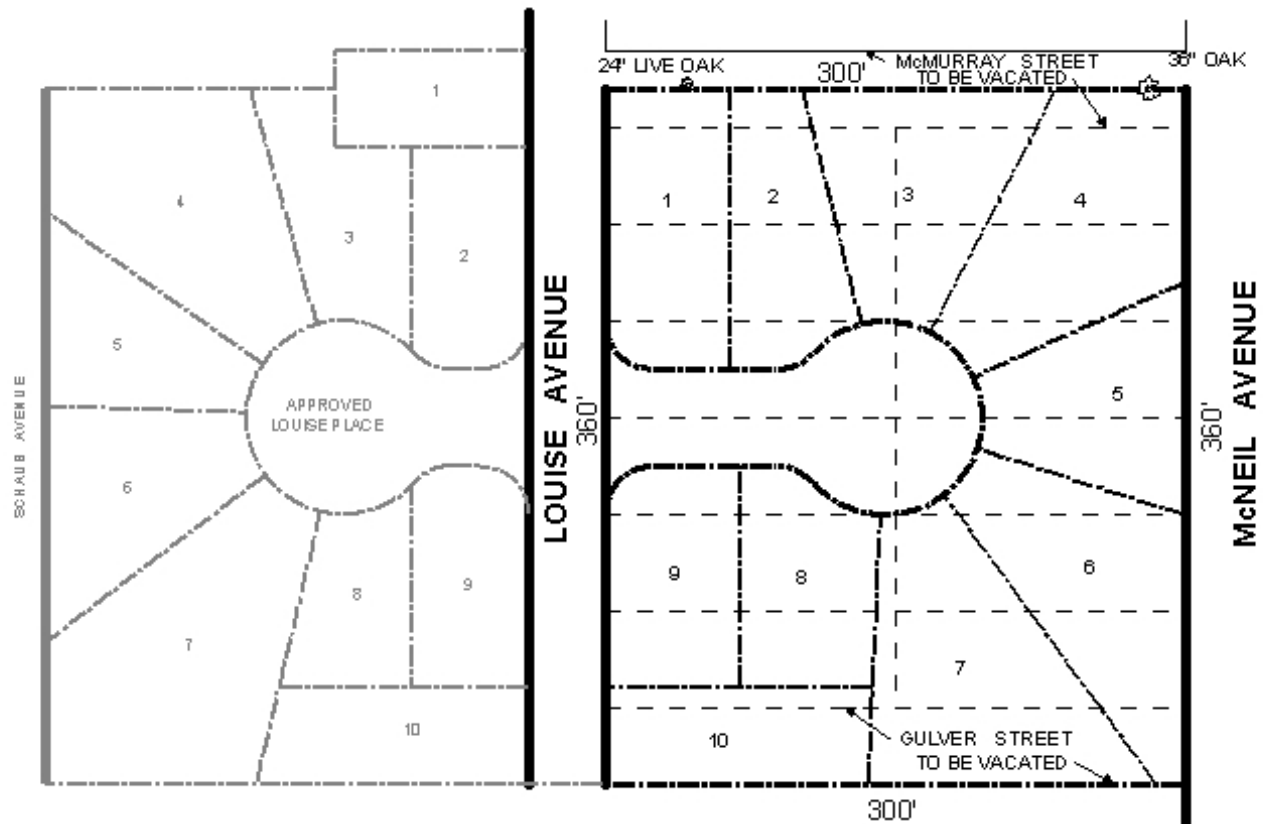 24" LIVE OAK
300'
McMURRAY STREET
TO BE VACATED
36" OAK
1
4
3
2
5
6
7
8
9
10
APPROVED
LOUISE PLACE
SCHAUB AVENUE
LOUISE AVENUE
360'
1
2
3
4
5
6
7
8
9
10
360'
McNEIL AVENUE
GULVER STREET
TO BE VACATED
300'